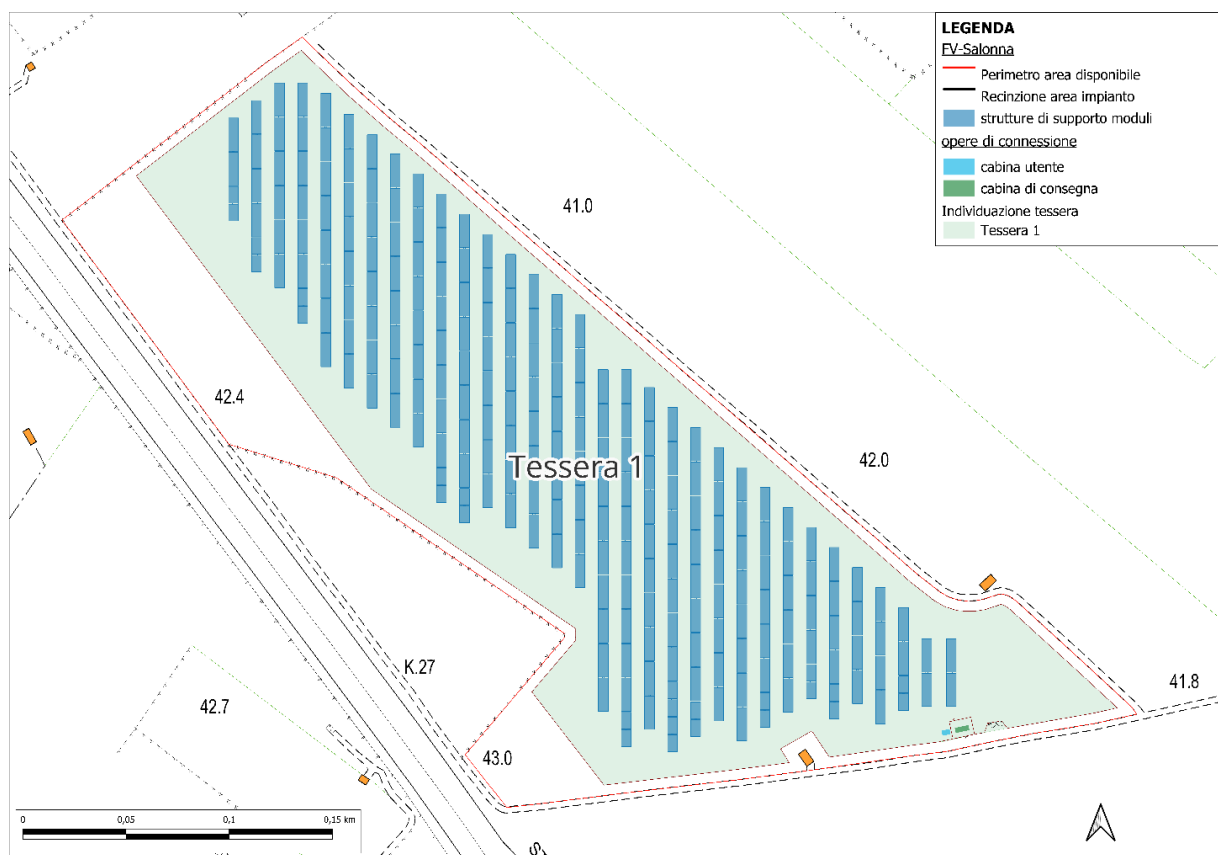 LEGENDA
FV-Salonna
Perimetro area disponibile
Recinzione area impianto
strutture di supporto moduli
opere di connessione
cabina utente
cabina di consegna
Individuazione tessera
Tessera 1
41.0
42.4
Tessera 1
42.0
K.27
41.8
42.7
43.0
0 0,05 0,1 0,15 km